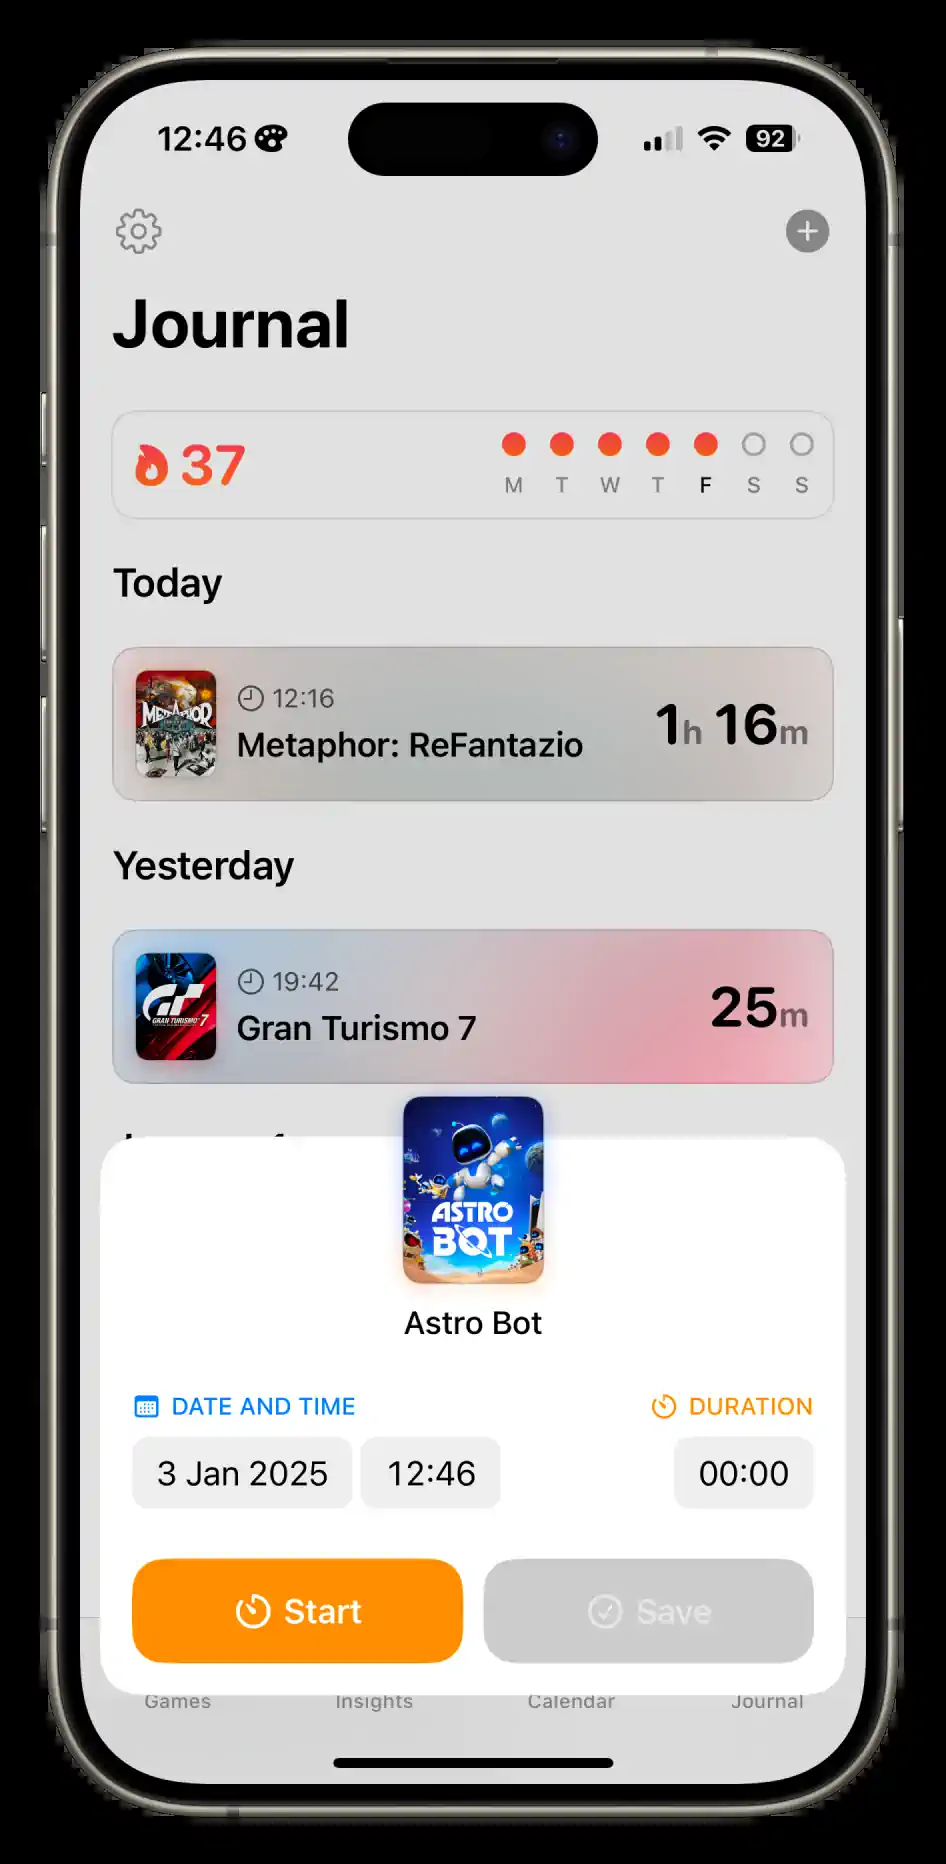 12:46
92
Journal
37
M T W T F S S
Today
METAPHOR
12:16
Metaphor: ReFantazio
1h 16m
Yesterday
GT
GRAN TURISMO 7
19:42
Gran Turismo 7
25m
ASTRO
BOT
Astro Bot
DATE AND TIME
DURATION
3 Jan 2025
12:46
00:00
Start
Save
Games
Insights
Calendar
Journal